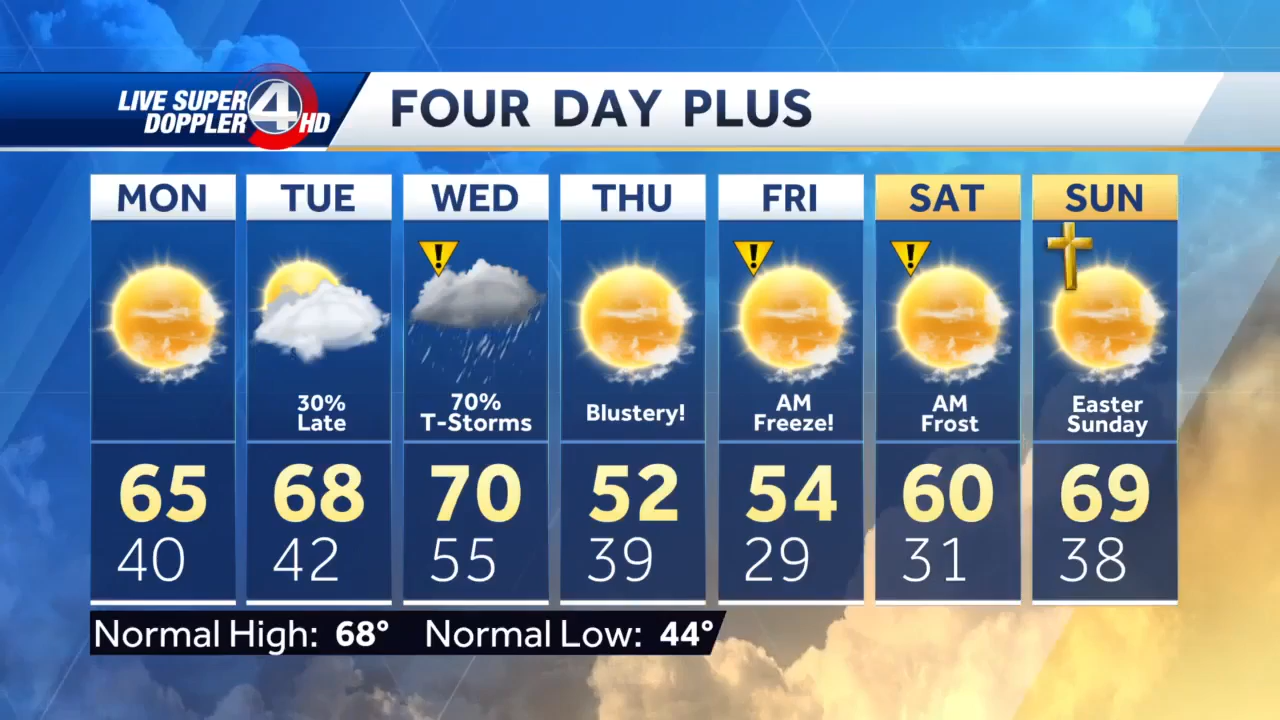 LIVE SUPER
DOPPLER 4 HD
FOUR DAY PLUS
MON TUE WED THU FRI SAT SUN
! ! !
30%
Late
70%
T-Storms
Blustery!
AM
Freeze!
AM
Frost
Easter
Sunday
65 68 70 52 54 60 69
40 42 55 39 29 31 38
Normal High: 68° Normal Low: 44°